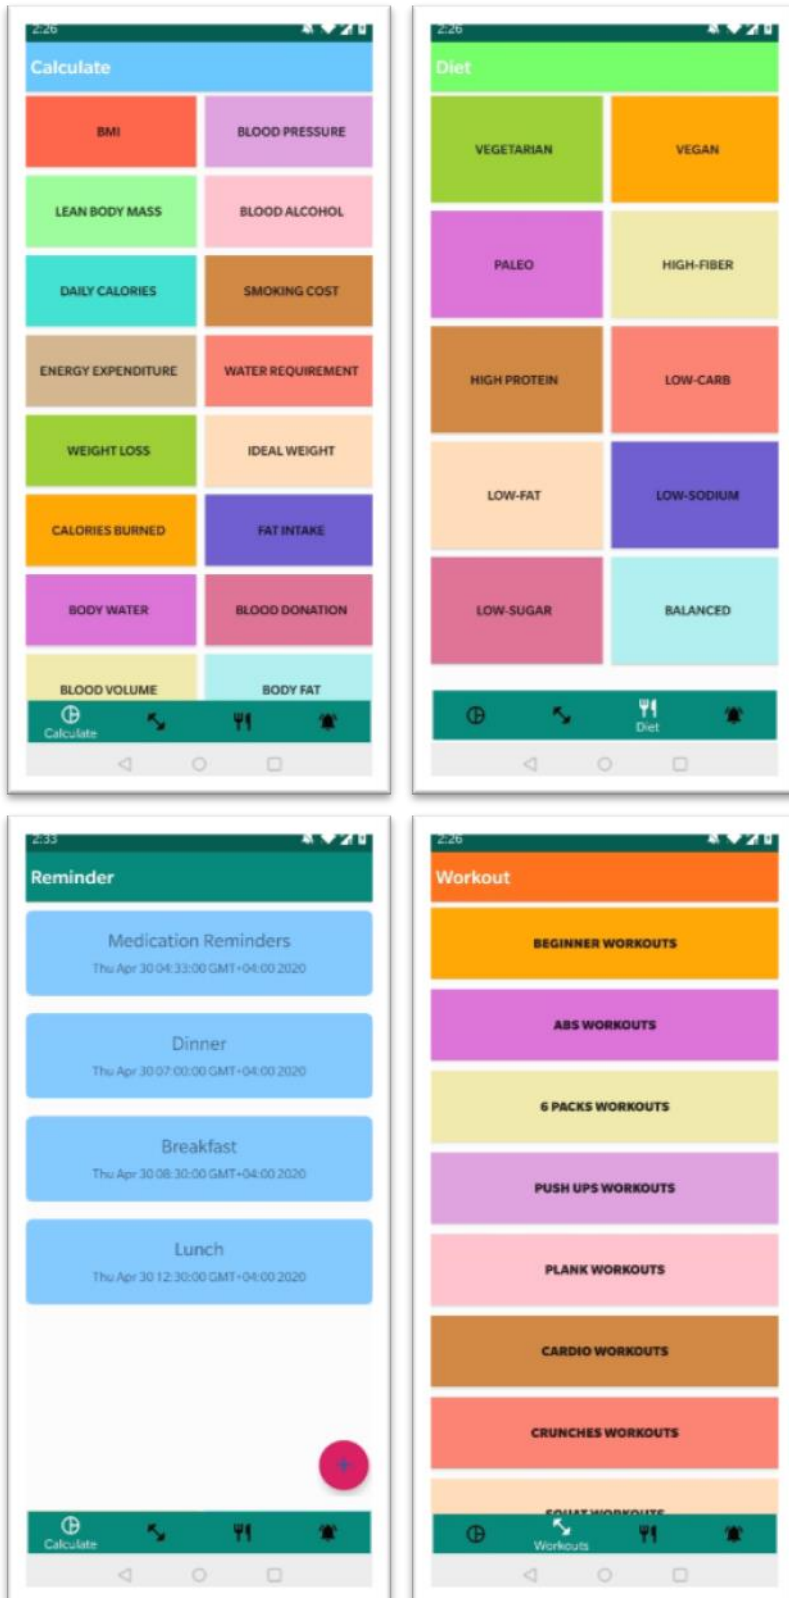 2:26
Calculate
BMI
BLOOD PRESSURE
LEAN BODY MASS
BLOOD ALCOHOL
DAILY CALORIES
SMOKING COST
ENERGY EXPENDITURE
WATER REQUIREMENT
WEIGHT LOSS
IDEAL WEIGHT
CALORIES BURNED
FAT INTAKE
BODY WATER
BLOOD DONATION
BLOOD VOLUME
BODY FAT
Calculate
2:26
Diet
VEGETARIAN
VEGAN
PALEO
HIGH-FIBER
HIGH PROTEIN
LOW-CARB
LOW-FAT
LOW-SODIUM
LOW-SUGAR
BALANCED
Diet
2:33
Reminder
Medication Reminders
Thu Apr 30 04:33:00 GMT+04:00 2020
Dinner
Thu Apr 30 07:00:00 GMT+04:00 2020
Breakfast
Thu Apr 30 08:30:00 GMT+04:00 2020
Lunch
Thu Apr 30 12:30:00 GMT+04:00 2020
Calculate
2:26
Workout
BEGINNER WORKOUTS
ABS WORKOUTS
6 PACKS WORKOUTS
PUSH UPS WORKOUTS
PLANK WORKOUTS
CARDIO WORKOUTS
CRUNCHES WORKOUTS
SQUAT WORKOUTS
Workouts